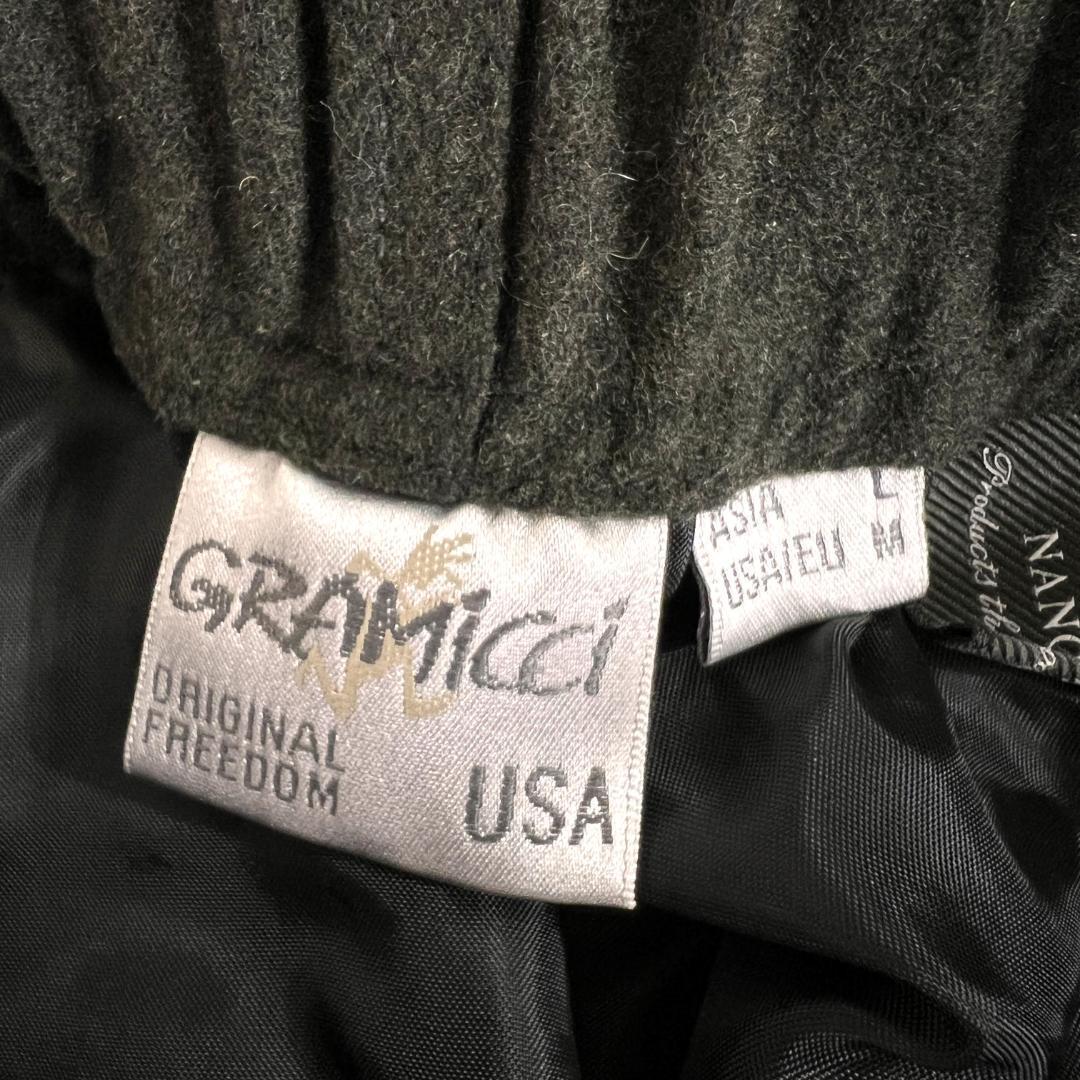 GRAMICCI
ORIGINAL
FREEDOM
USA
ASIA L
USA/EU M
NANG
Products th